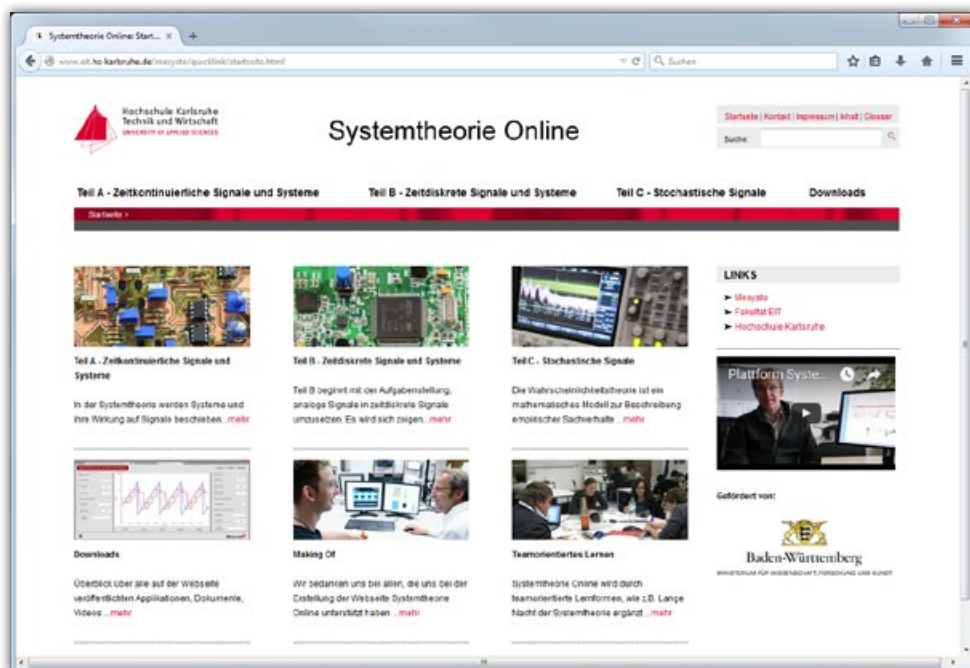 Systemtheorie Online: Start...
www.eit.hs-karlsruhe.de/mesysto/quicklink/startseite.html
Suchen
Hochschule Karlsruhe
Technik und Wirtschaft
UNIVERSITY OF APPLIED SCIENCES
Systemtheorie Online
Startseite | Kontakt | Impressum | Inhalt | Glossar
Suche:
Teil A - Zeitkontinuierliche Signale und Systeme
Teil B - Zeitdiskrete Signale und Systeme
Teil C - Stochastische Signale
Downloads
Startseite >
Teil A - Zeitkontinuierliche Signale und
Systeme
In der Systemtheorie werden Systeme und
ihre Wirkung auf Signale beschrieben ...mehr
Teil B - Zeitdiskrete Signale und Systeme
Teil B beginnt mit der Aufgabenstellung,
analoge Signale in zeitdiskrete Signale
umzusetzen. Es wird sich zeigen ...mehr
Teil C - Stochastische Signale
Die Wahrscheinlichkeitstheorie ist ein
mathematisches Modell zur Beschreibung
empirischer Sachverhalte ...mehr
LINKS
Mesysto
Fakultät EIT
Hochschule Karlsruhe
Plattform Syste...
Downloads
Überblick über alle auf der Webseite
veröffentlichten Applikationen, Dokumente,
Videos ...mehr
Making Of
Wir bedanken uns bei allen, die uns bei der
Erstellung der Webseite Systemtheorie
Online unterstützt haben ...mehr
Teamorientiertes Lernen
Systemtheorie Online wird durch
teamorientierte Lernformen, wie z.B. Lange
Nacht der Systemtheorie ergänzt ...mehr
Gefördert von:
Baden-Württemberg
MINISTERIUM FÜR WISSENSCHAFT, FORSCHUNG UND KUNST